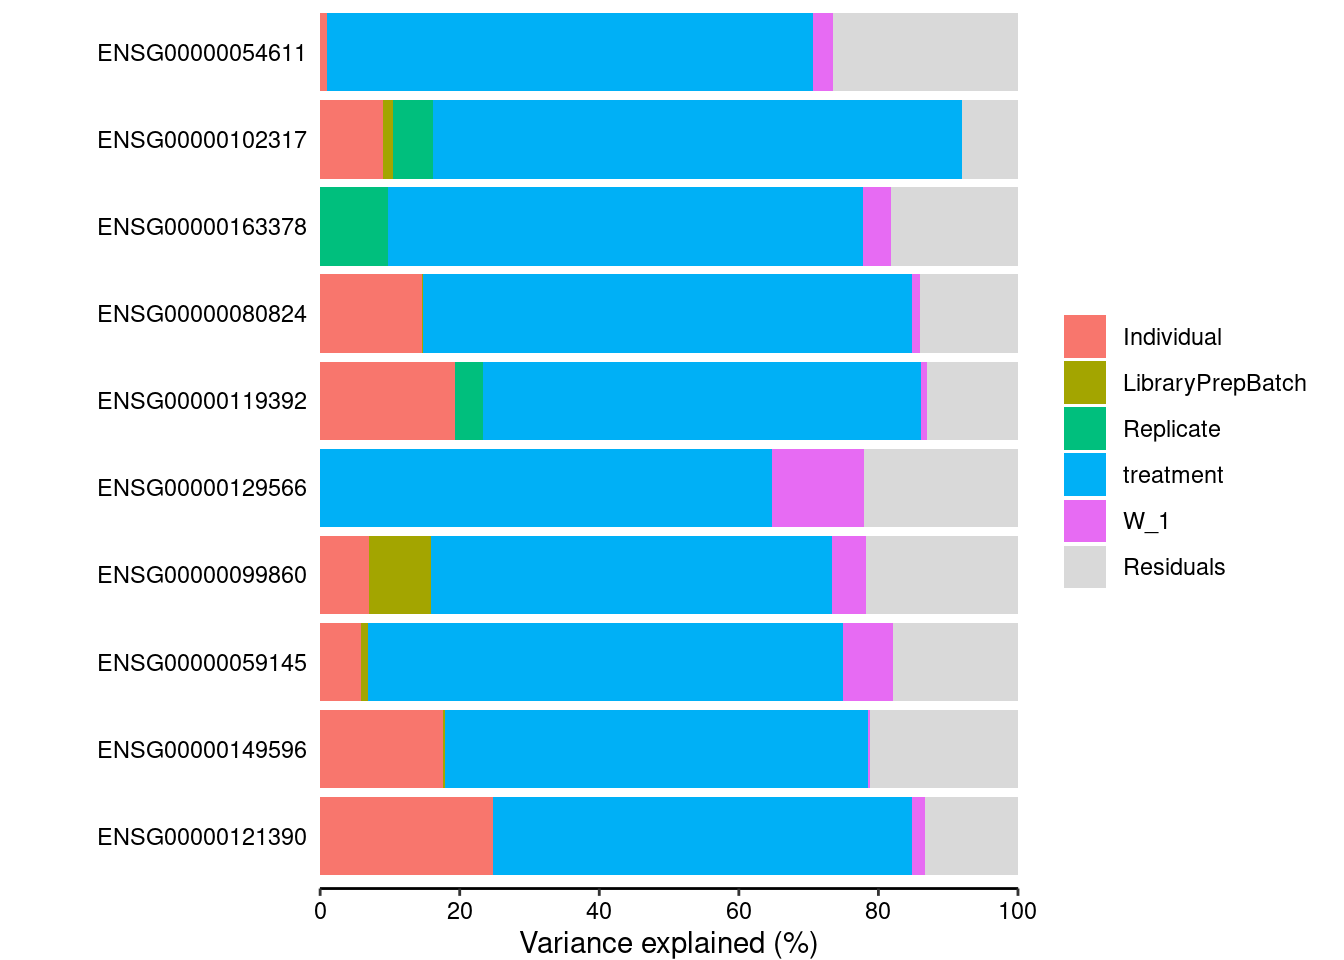 ENSG00000054611
ENSG00000102317
ENSG00000163378
ENSG00000080824
ENSG00000119392
ENSG00000129566
ENSG00000099860
ENSG00000059145
ENSG00000149596
ENSG00000121390
0 20 40 60 80 100
Variance explained (%)
Individual
LibraryPrepBatch
Replicate
treatment
W_1
Residuals